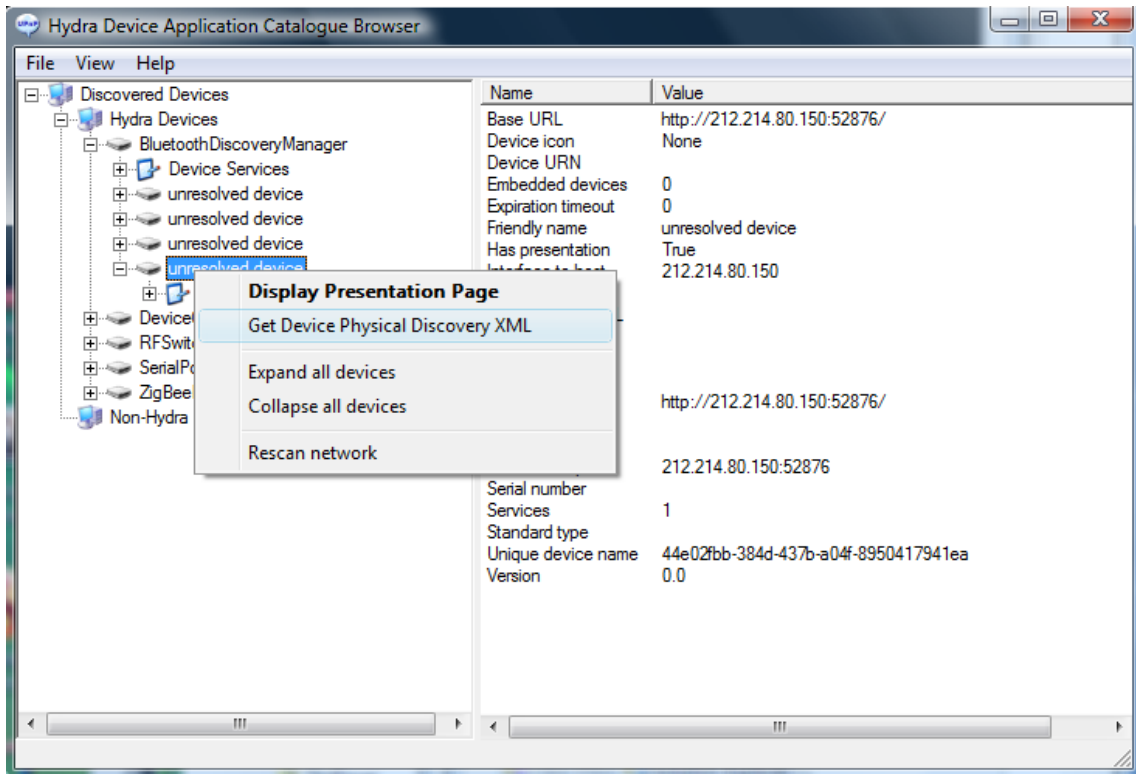 Hydra Device Application Catalogue Browser
File View Help
Discovered Devices
Hydra Devices
BluetoothDiscoveryManager
Device Services
unresolved device
unresolved device
unresolved device
unresolved device
RFSwit
ZigBee
Non-Hydra
Display Presentation Page
Get Device Physical Discovery XML
Expand all devices
Collapse all devices
Rescan network
Name Value
Base URL http://212.214.80.150:52876/
Device icon None
Device URN
Embedded devices 0
Expiration timeout 0
Friendly name unresolved device
Has presentation True
Interface to host 212.214.80.150
http://212.214.80.150:52876/
212.214.80.150:52876
Serial number
Services 1
Standard type
Unique device name 44e02fbb-384d-437b-a04f-8950417941ea
Version 0.0